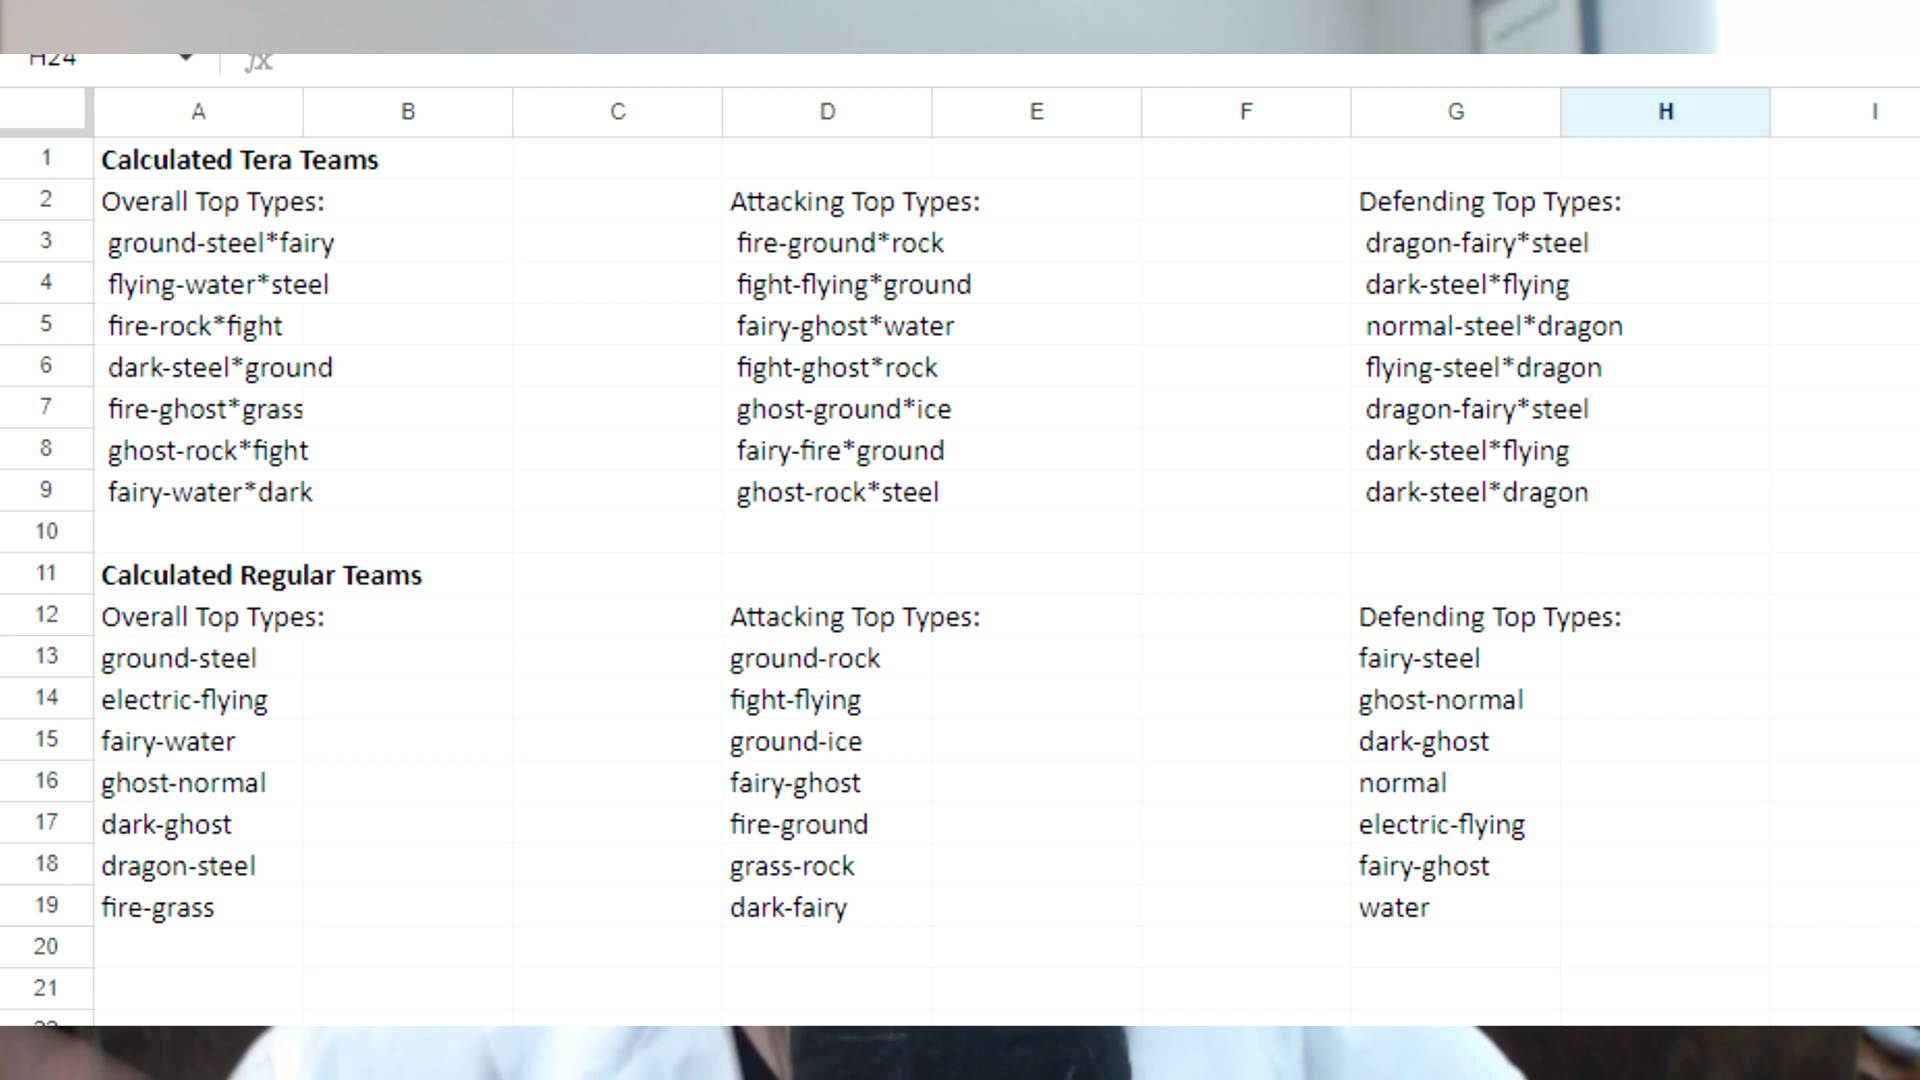 H24 fx
A B C D E F G H I
1 Calculated Tera Teams
2 Overall Top Types: Attacking Top Types: Defending Top Types:
3 ground-steel*fairy fire-ground*rock dragon-fairy*steel
4 flying-water*steel fight-flying*ground dark-steel*flying
5 fire-rock*fight fairy-ghost*water normal-steel*dragon
6 dark-steel*ground fight-ghost*rock flying-steel*dragon
7 fire-ghost*grass ghost-ground*ice dragon-fairy*steel
8 ghost-rock*fight fairy-fire*ground dark-steel*flying
9 fairy-water*dark ghost-rock*steel dark-steel*dragon
10
11 Calculated Regular Teams
12 Overall Top Types: Attacking Top Types: Defending Top Types:
13 ground-steel ground-rock fairy-steel
14 electric-flying fight-flying ghost-normal
15 fairy-water ground-ice dark-ghost
16 ghost-normal fairy-ghost normal
17 dark-ghost fire-ground electric-flying
18 dragon-steel grass-rock fairy-ghost
19 fire-grass dark-fairy water
20
21